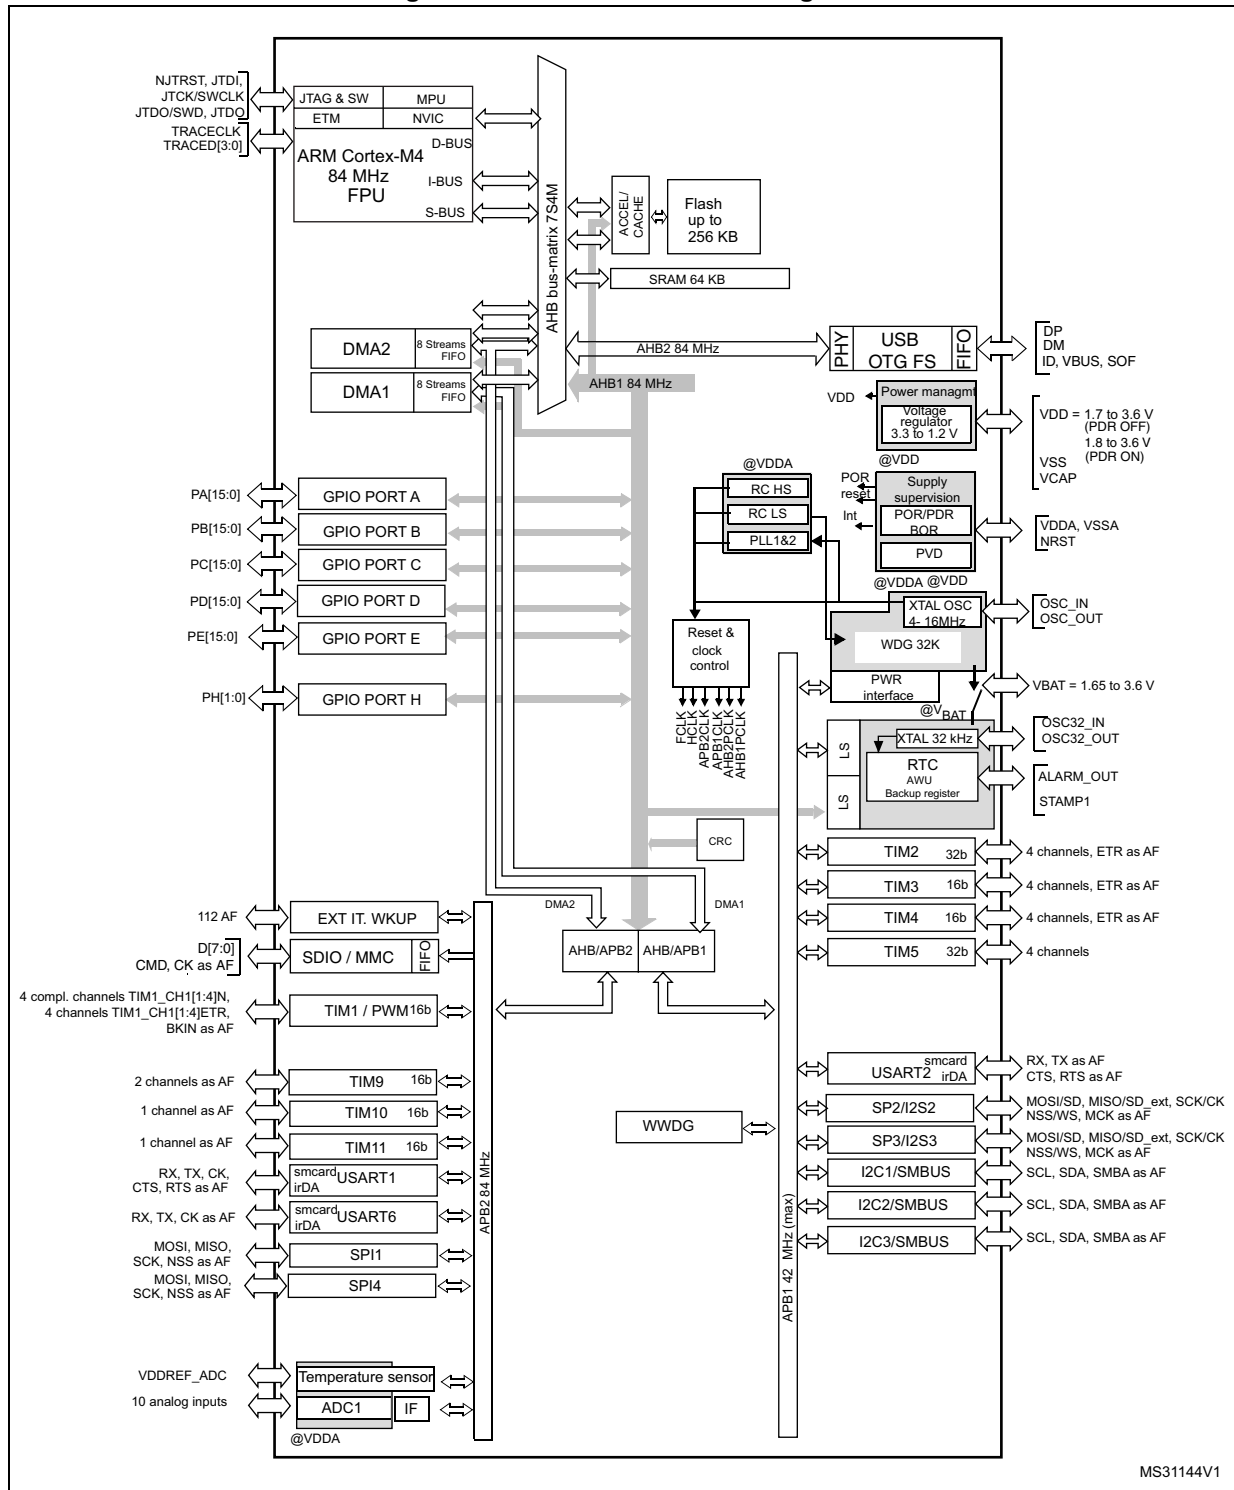 NJTRST, JTDI,
JTCK/SWCLK
JTDO/SWD, JTDO
TRACECLK
TRACED[3:0]
JTAG & SW
MPU
ETM
NVIC
D-BUS
ARM Cortex-M4
84 MHz
FPU
I-BUS
S-BUS
AHB bus-matrix 7S4M
ACCEL/
CACHE
Flash
up to
256 KB
SRAM 64 KB
DMA2
8 Streams
FIFO
DMA1
8 Streams
FIFO
AHB2 84 MHz
AHB1 84 MHz
PHY
USB
OTG FS
FIFO
DP
DM
ID, VBUS, SOF
VDD
Power managmt
Voltage
regulator
3.3 to 1.2 V
VDD = 1.7 to 3.6 V
(PDR OFF)
1.8 to 3.6 V
(PDR ON)
VSS
VCAP
@VDD
@VDDA
RC HS
RC LS
PLL1&2
POR
reset
Int
Supply
supervision
POR/PDR
BOR
PVD
VDDA, VSSA
NRST
@VDDA @VDD
XTAL OSC
4- 16MHz
WDG 32K
OSC_IN
OSC_OUT
PWR
interface
VBAT = 1.65 to 3.6 V
@VBAT
Reset &
clock
control
FCLK
HCLK
APB2CLK
APB1CLK
AHB2PCLK
AHB1PCLK
LS
LS
XTAL 32 kHz
RTC
AWU
Backup register
OSC32_IN
OSC32_OUT
ALARM_OUT
STAMP1
PA[15:0]
GPIO PORT A
PB[15:0]
GPIO PORT B
PC[15:0]
GPIO PORT C
PD[15:0]
GPIO PORT D
PE[15:0]
GPIO PORT E
PH[1:0]
GPIO PORT H
CRC
DMA2
DMA1
AHB/APB2
AHB/APB1
TIM2 32b
4 channels, ETR as AF
TIM3 16b
4 channels, ETR as AF
TIM4 16b
4 channels, ETR as AF
TIM5 32b
4 channels
112 AF
EXT IT. WKUP
D[7:0]
CMD, CK as AF
SDIO / MMC
FIFO
4 compl. channels TIM1_CH1[1:4]N,
4 channels TIM1_CH1[1:4]ETR,
BKIN as AF
TIM1 / PWM 16b
2 channels as AF
TIM9 16b
1 channel as AF
TIM10 16b
1 channel as AF
TIM11 16b
RX, TX, CK,
CTS, RTS as AF
smcard
irDA
USART1
RX, TX, CK as AF
smcard
irDA
USART6
MOSI, MISO,
SCK, NSS as AF
SPI1
MOSI, MISO,
SCK, NSS as AF
SPI4
APB2 84 MHz
WWDG
APB1 42 MHz (max)
USART2
smcard
irDA
RX, TX as AF
CTS, RTS as AF
SP2/I2S2
MOSI/SD, MISO/SD_ext, SCK/CK
NSS/WS, MCK as AF
SP3/I2S3
MOSI/SD, MISO/SD_ext, SCK/CK
NSS/WS, MCK as AF
I2C1/SMBUS
SCL, SDA, SMBA as AF
I2C2/SMBUS
SCL, SDA, SMBA as AF
I2C3/SMBUS
SCL, SDA, SMBA as AF
VDDREF_ADC
Temperature sensor
10 analog inputs
ADC1
IF
@VDDA
MS31144V1